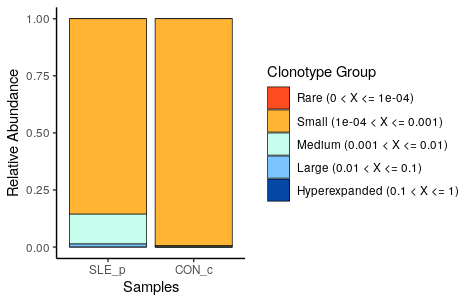 1.00
0.75
0.50
0.25
0.00
Relative Abundance
SLE_p
CON_c
Samples
Clonotype Group
Rare (0 < X <= 1e-04)
Small (1e-04 < X <= 0.001)
Medium (0.001 < X <= 0.01)
Large (0.01 < X <= 0.1)
Hyperexpanded (0.1 < X <= 1)